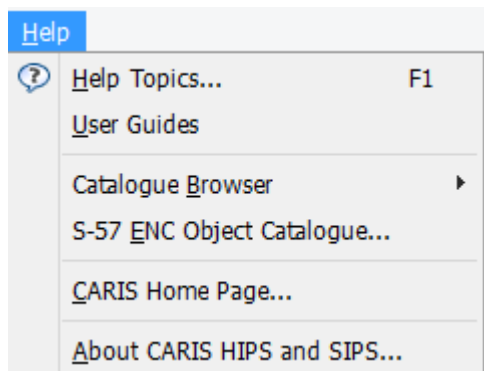 Help
Help Topics... F1
User Guides
Catalogue Browser
S-57 ENC Object Catalogue...
CARIS Home Page...
About CARIS HIPS and SIPS...